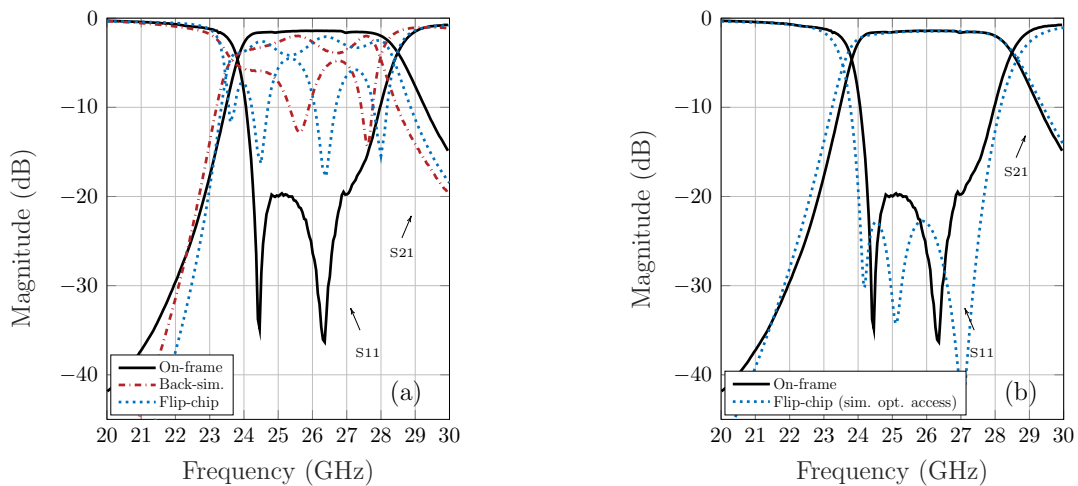 0
−10
−20
−30
−40
Magnitude (dB)
S21
S11
On-frame
Back-sim.
Flip-chip
(a)
20 21 22 23 24 25 26 27 28 29 30
Frequency (GHz)
0
−10
−20
−30
−40
Magnitude (dB)
S21
S11
On-frame
Flip-chip (sim. opt. access)
(b)
20 21 22 23 24 25 26 27 28 29 30
Frequency (GHz)